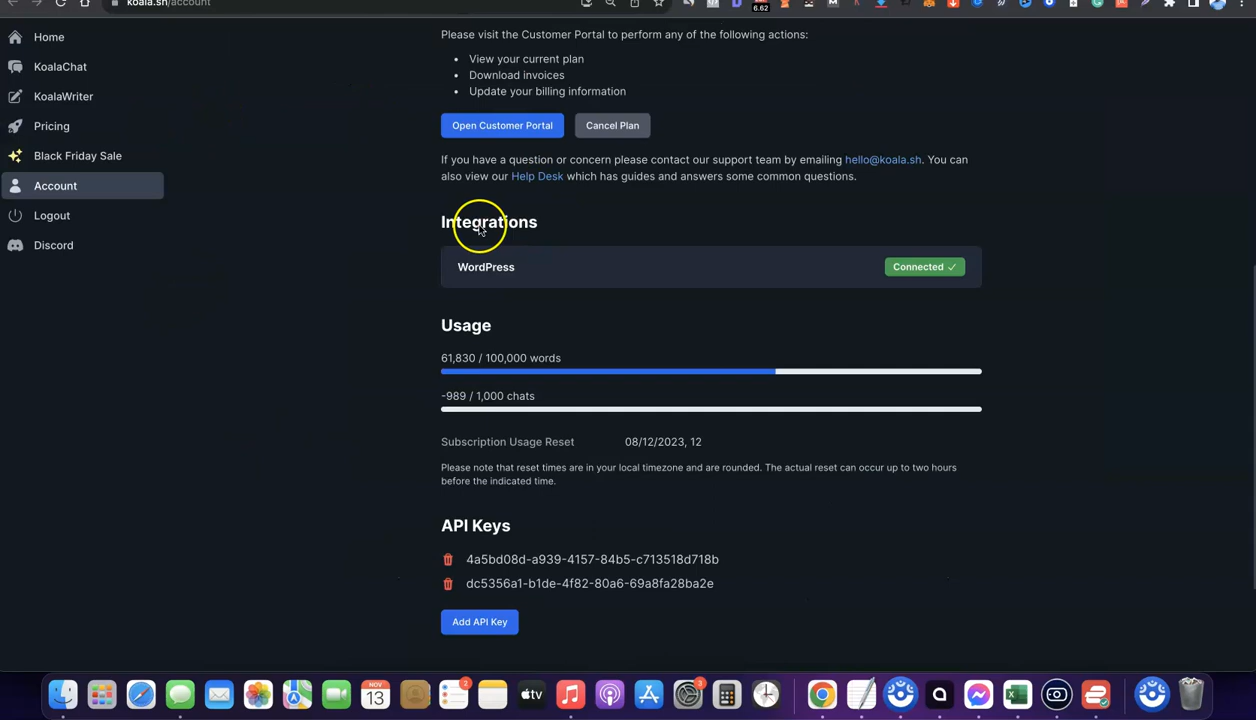 koala.sh/account
6.62
Home
KoalaChat
KoalaWriter
Pricing
Black Friday Sale
Account
Logout
Discord
Please visit the Customer Portal to perform any of the following actions:
• View your current plan
• Download invoices
• Update your billing information
Open Customer Portal
Cancel Plan
If you have a question or concern please contact our support team by emailing hello@koala.sh. You can
also view our Help Desk which has guides and answers some common questions.
Integrations
WordPress
Connected ✓
Usage
61,830 / 100,000 words
-989 / 1,000 chats
Subscription Usage Reset 08/12/2023, 12
Please note that reset times are in your local timezone and are rounded. The actual reset can occur up to two hours
before the indicated time.
API Keys
4a5bd08d-a939-4157-84b5-c713518d718b
dc5356a1-b1de-4f82-80a6-69a8fa28ba2e
Add API Key
NOV
13
2
tv
3